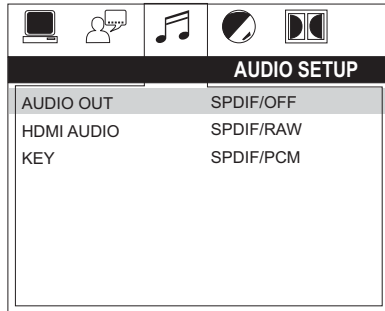 AUDIO SETUP
AUDIO OUT SPDIF/OFF
HDMI AUDIO SPDIF/RAW
KEY SPDIF/PCM